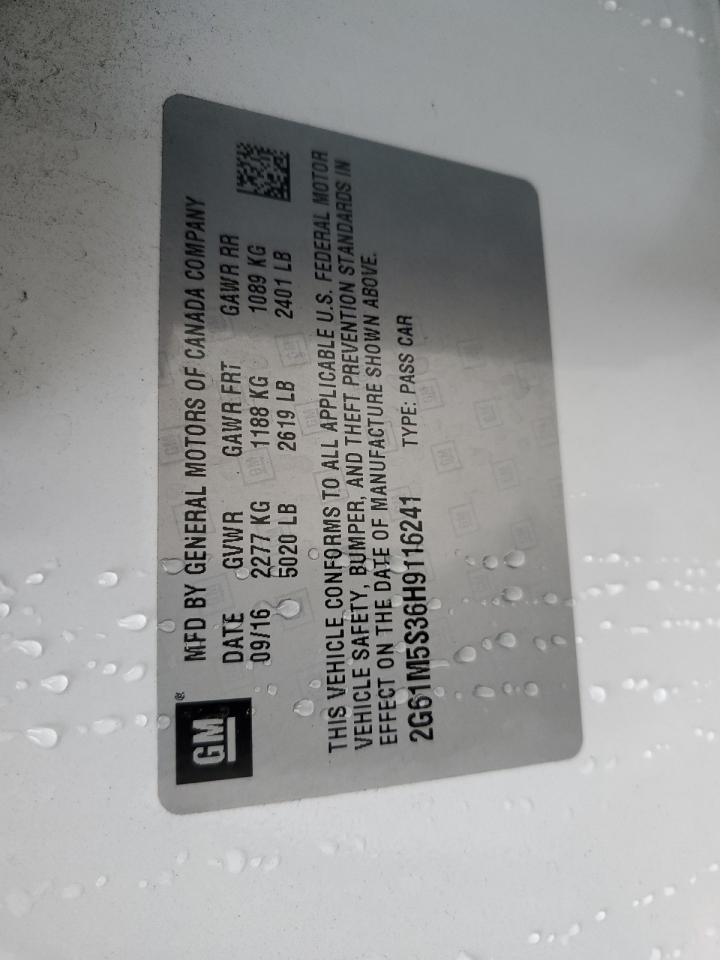 GM ®
MFD BY GENERAL MOTORS OF CANADA COMPANY
DATE GVWR GAWR FRT GAWR RR
09/16 2277 KG 1188 KG 1089 KG
5020 LB 2619 LB 2401 LB
THIS VEHICLE CONFORMS TO ALL APPLICABLE U.S. FEDERAL MOTOR
VEHICLE SAFETY, BUMPER, AND THEFT PREVENTION STANDARDS IN
EFFECT ON THE DATE OF MANUFACTURE SHOWN ABOVE.
2G61M5S36H9116241 TYPE: PASS CAR